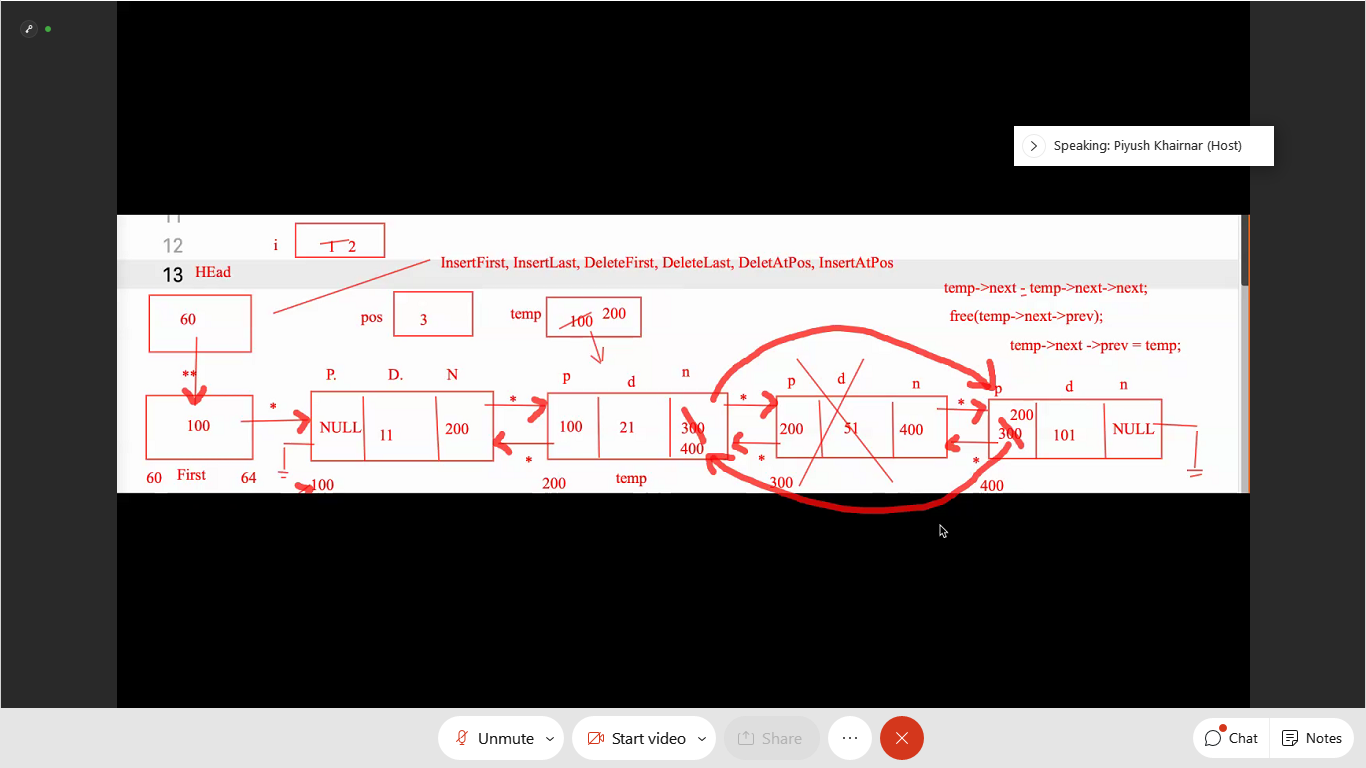 Speaking: Piyush Khairnar (Host)
12
i
1 2
13
HEad
InsertFirst, InsertLast, DeleteFirst, DeleteLast, DeletAtPos, InsertAtPos
temp->next - temp->next->next;
60
pos
3
temp
100 200
free(temp->next->prev);
temp->next ->prev = temp;
**
P. D. N
p d n
p d n
p d n
100
*
NULL 11 200
*
*
100 21 300
400
*
*
200 51 400
*
*
200
300 101 NULL
60 First 64
100
200
temp
300
400
Unmute
Start video
Share
Chat
Notes